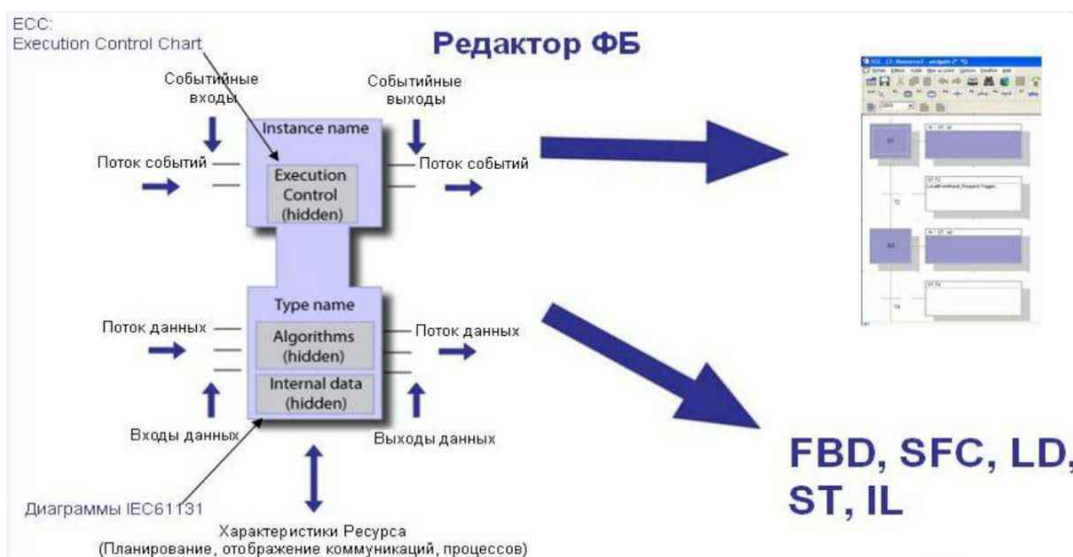 ECC:
Execution Control Chart
Редактор ФБ
Событийные
входы
Событийные
выходы
Instance name
Поток событий
Поток событий
Execution
Control
(hidden)
Type name
Поток данных
Поток данных
Algorithms
(hidden)
Internal data
(hidden)
Входы данных
Выходы данных
Диаграммы IEC61131
Характеристики Ресурса
(Планирование, отображение коммуникаций, процессов)
FBD, SFC, LD,
ST, IL